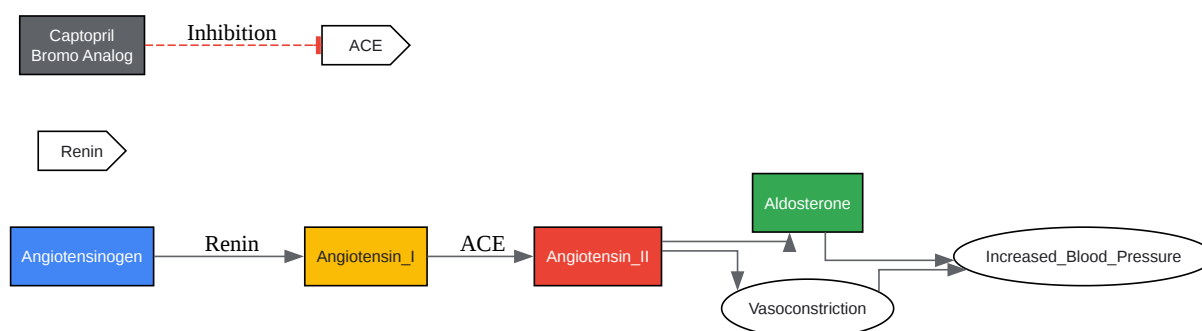 Captopril
Bromo Analog
Inhibition
ACE
Renin
Angiotensinogen
Renin
Angiotensin_I
ACE
Angiotensin_II
Aldosterone
Vasoconstriction
Increased_Blood_Pressure